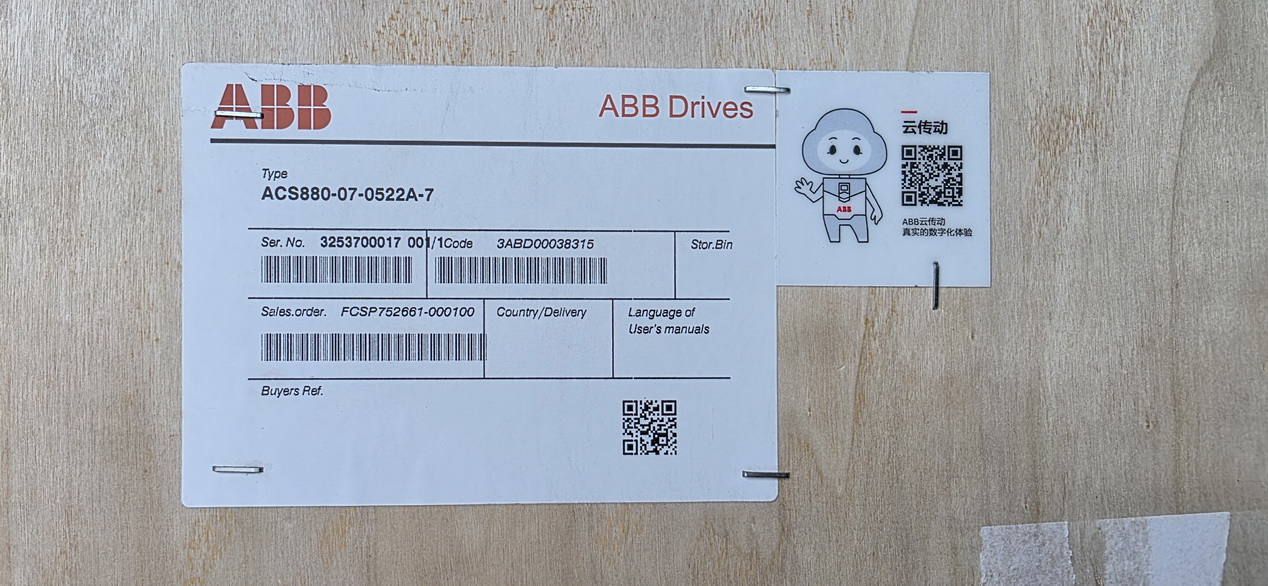 ABB
ABB Drives
Type
ACS880-07-0522A-7
Ser. No. 3253700017 001/1
Code 3ABD00038315
Stor.Bin
Sales.order. FCSP752661-000100
Country/Delivery
Language of
User's manuals
Buyers Ref.
云传动
ABB
ABB云传动
真实的数字化体验